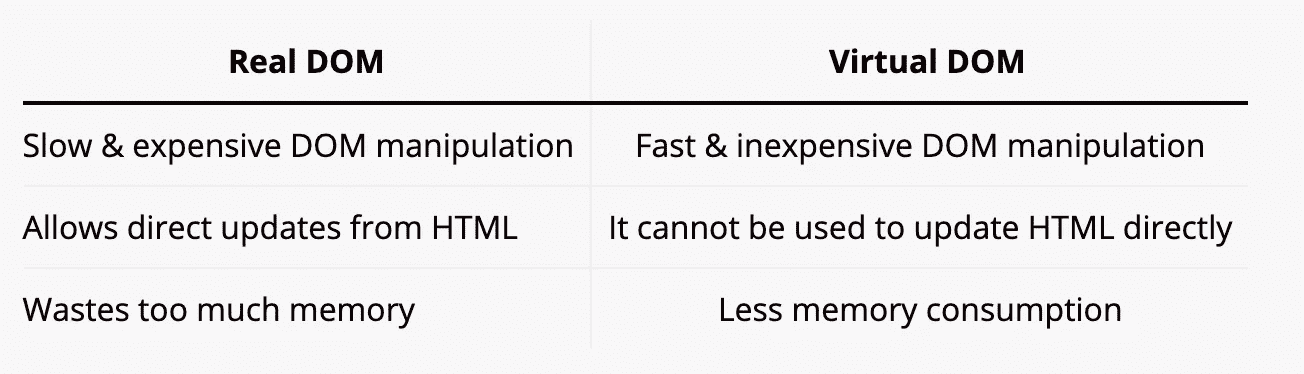 Real DOM Virtual DOM
Slow & expensive DOM manipulation Fast & inexpensive DOM manipulation
Allows direct updates from HTML It cannot be used to update HTML directly
Wastes too much memory Less memory consumption